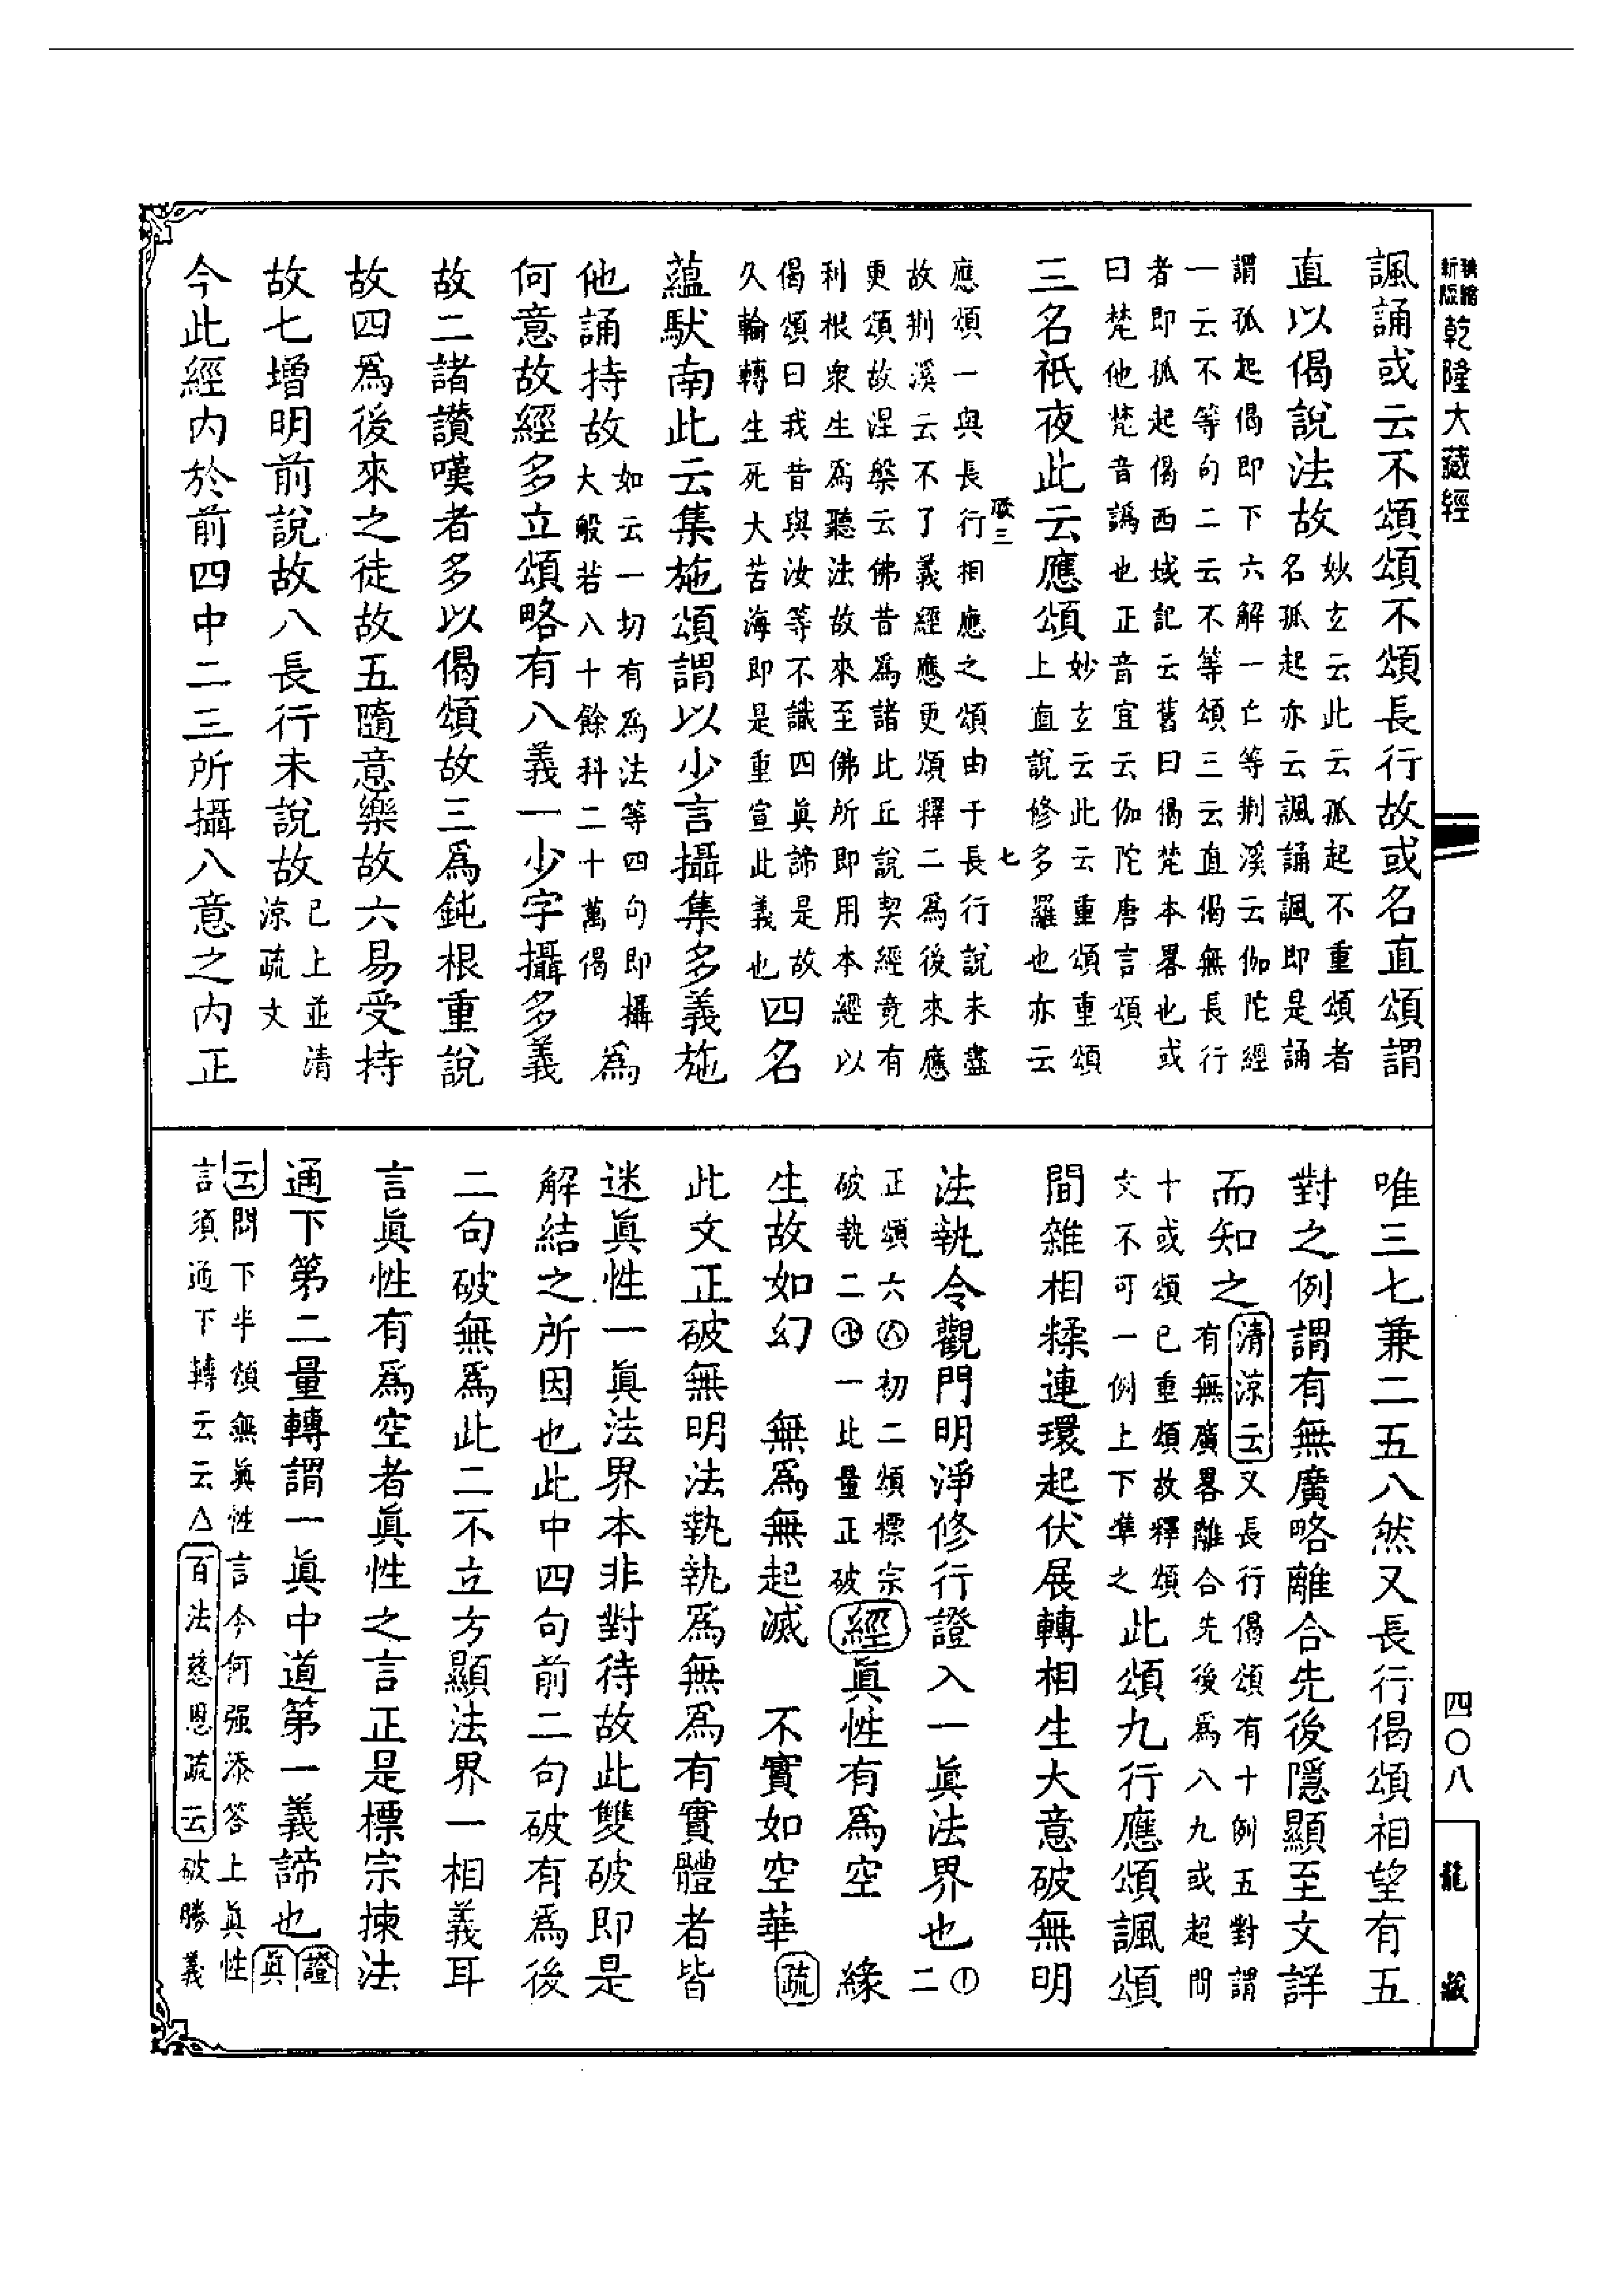 乾隆大藏經
四〇八
龍藏
諷誦或云不頌頌不頌長行故或名直頌謂
直以偈說法故
妙玄云此云孤起不重頌者
名孤起亦云諷誦諷即是誦
謂孤起偈即下六解一亡等荆溪云伽陀經
一云不等句二云不等頌三云直偈無長行
者即孤起偈西域記云舊曰偈梵本畧也或
曰梵他梵音譌也正音宜云伽陀唐言頌
三名祇夜此云應頌
妙玄云此云重頌重頌
上直說修多羅也亦云
三
七
應頌一與長行相應之頌由于長行說未盡
故荆溪云不了義經應更頌釋二為後來應
更頌故涅槃云佛昔為諸比丘說契經竟有
利根衆生為聽法故來至佛所即用本經以
偈頌曰我昔與汝等不識四眞諦是故
久輪轉生死大苦海即是重宣此義也
四名
蘊馱南此云集施頌謂以少言攝集多義施
他誦持故
如云一切有為法等四句即攝
大般若八十餘科二十萬偈
為
何意故經多立頌略有八義一少字攝多義
故二諸讚嘆者多以偈頌故三為鈍根重說
故四為後來之徒故五隨意樂故六易受持
故七增明前說故八長行未說故
已上並清
涼疏文
今此經內於前四中二三所攝八意之內正
唯三七兼二五八然又長行偈頌相望有五
對之例謂有無廣略離合先後隱顯至文詳
而知之
清涼云又長行偈頌有十例五對謂
有無廣畧離合先後為八九或超間
十或頌已重頌故釋頌
文不可一例上下準之
此頌九行應頌諷頌
間雜相糅連環起伏展轉相生大意破無明
法執令觀門明淨修行證入一眞法界也
①
二
正頌六㊇初二頌標宗
破執二㊉一此量正破
經眞性有為空　緣
生故如幻　無為無起滅　不實如空華
疏
此文正破無明法執執為無為有實體者皆
迷眞性一眞法界本非對待故此雙破即是
解結之所因也此中四句前二句破有為後
二句破無為此二不立方顯法界一相義耳
言眞性有為空者眞性之言正是標宗揀法
通下第二量轉謂一眞中道第一義諦也
證
眞
云問下半頌無眞性言今何强添答上眞性
言須通下轉云云△百法慈恩疏云破勝義